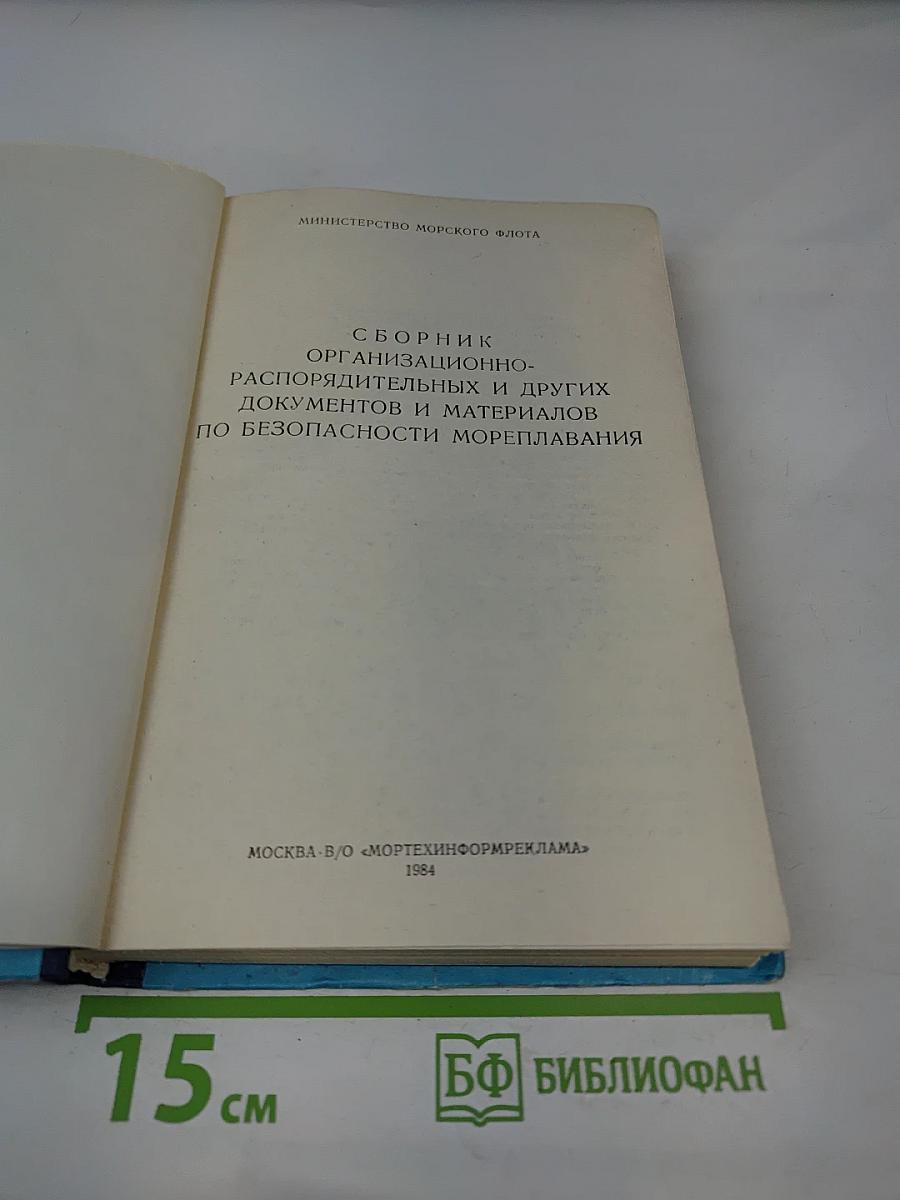 МИНИСТЕРСТВО МОРСКОГО ФЛОТА
СБОРНИК
ОРГАНИЗАЦИОННО-
РАСПОРЯДИТЕЛЬНЫХ И ДРУГИХ
ДОКУМЕНТОВ И МАТЕРИАЛОВ
ПО БЕЗОПАСНОСТИ МОРЕПЛАВАНИЯ
МОСКВА · В/О «МОРТЕХИНФОРМРЕКЛАМА»
1984
15 см
БФ БИБЛИОФАН